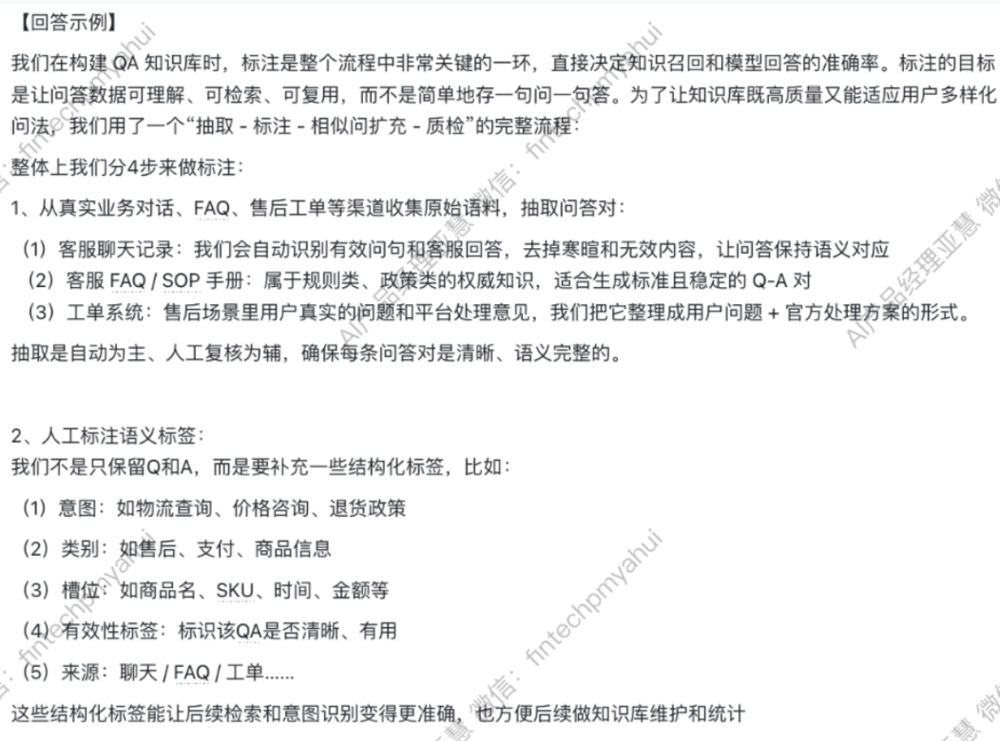 【回答示例】
我们在构建 QA 知识库时，标注是整个流程中非常关键的一环，直接决定知识召回和模型回答的准确率。标注的目标
是让问答数据可理解、可检索、可复用，而不是简单地存一句问一句答。为了让知识库既高质量又能适应用户多样化
问法，我们用了一个“抽取 - 标注 - 相似问扩充 - 质检”的完整流程：
整体上我们分4步来做标注：
1、从真实业务对话、FAQ、售后工单等渠道收集原始语料，抽取问答对：
（1）客服聊天记录：我们会自动识别有效问句和客服回答，去掉寒暄和无效内容，让问答保持语义对应
（2）客服 FAQ / SOP 手册：属于规则类、政策类的权威知识，适合生成标准且稳定的 Q-A 对
（3）工单系统：售后场景里用户真实的问题和平台处理意见，我们把它整理成用户问题 + 官方处理方案的形式。
抽取是自动为主、人工复核为辅，确保每条问答对是清晰、语义完整的。
2、人工标注语义标签：
我们不是只保留Q和A，而是要补充一些结构化标签，比如：
（1）意图：如物流查询、价格咨询、退货政策
（2）类别：如售后、支付、商品信息
（3）槽位：如商品名、SKU、时间、金额等
（4）有效性标签：标识该QA是否清晰、有用
（5）来源：聊天 / FAQ / 工单......
这些结构化标签能让后续检索和意图识别变得更准确，也方便后续做知识库维护和统计
AI产品经理亚慧 微信：fintechpmyahui